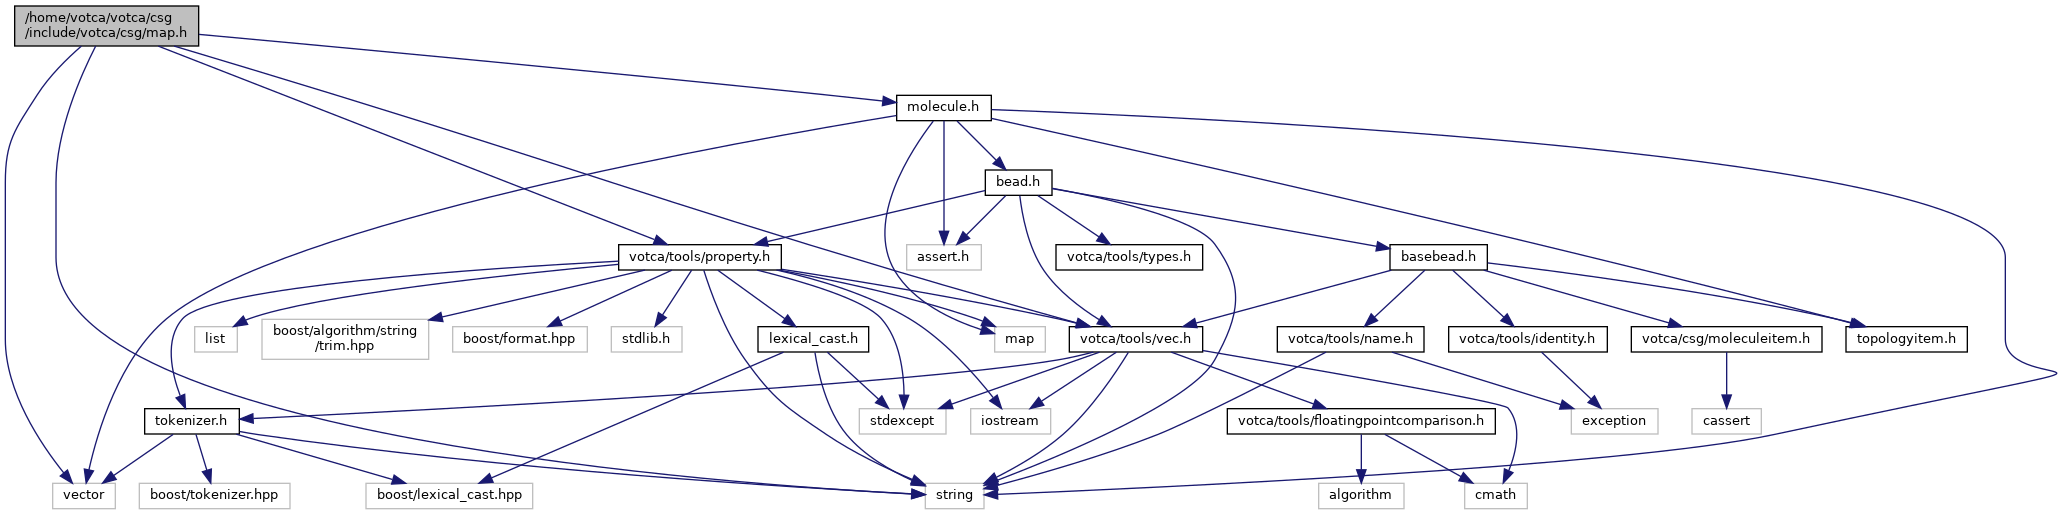 /home/votca/votca/csg
/include/votca/csg/map.h
molecule.h
bead.h
votca/tools/property.h
assert.h
votca/tools/types.h
basebead.h
list
boost/algorithm/string
/trim.hpp
boost/format.hpp
stdlib.h
lexical_cast.h
map
votca/tools/vec.h
votca/tools/name.h
votca/tools/identity.h
votca/csg/moleculeitem.h
topologyitem.h
tokenizer.h
stdexcept
iostream
votca/tools/floatingpointcomparison.h
exception
cassert
vector
boost/tokenizer.hpp
boost/lexical_cast.hpp
string
algorithm
cmath